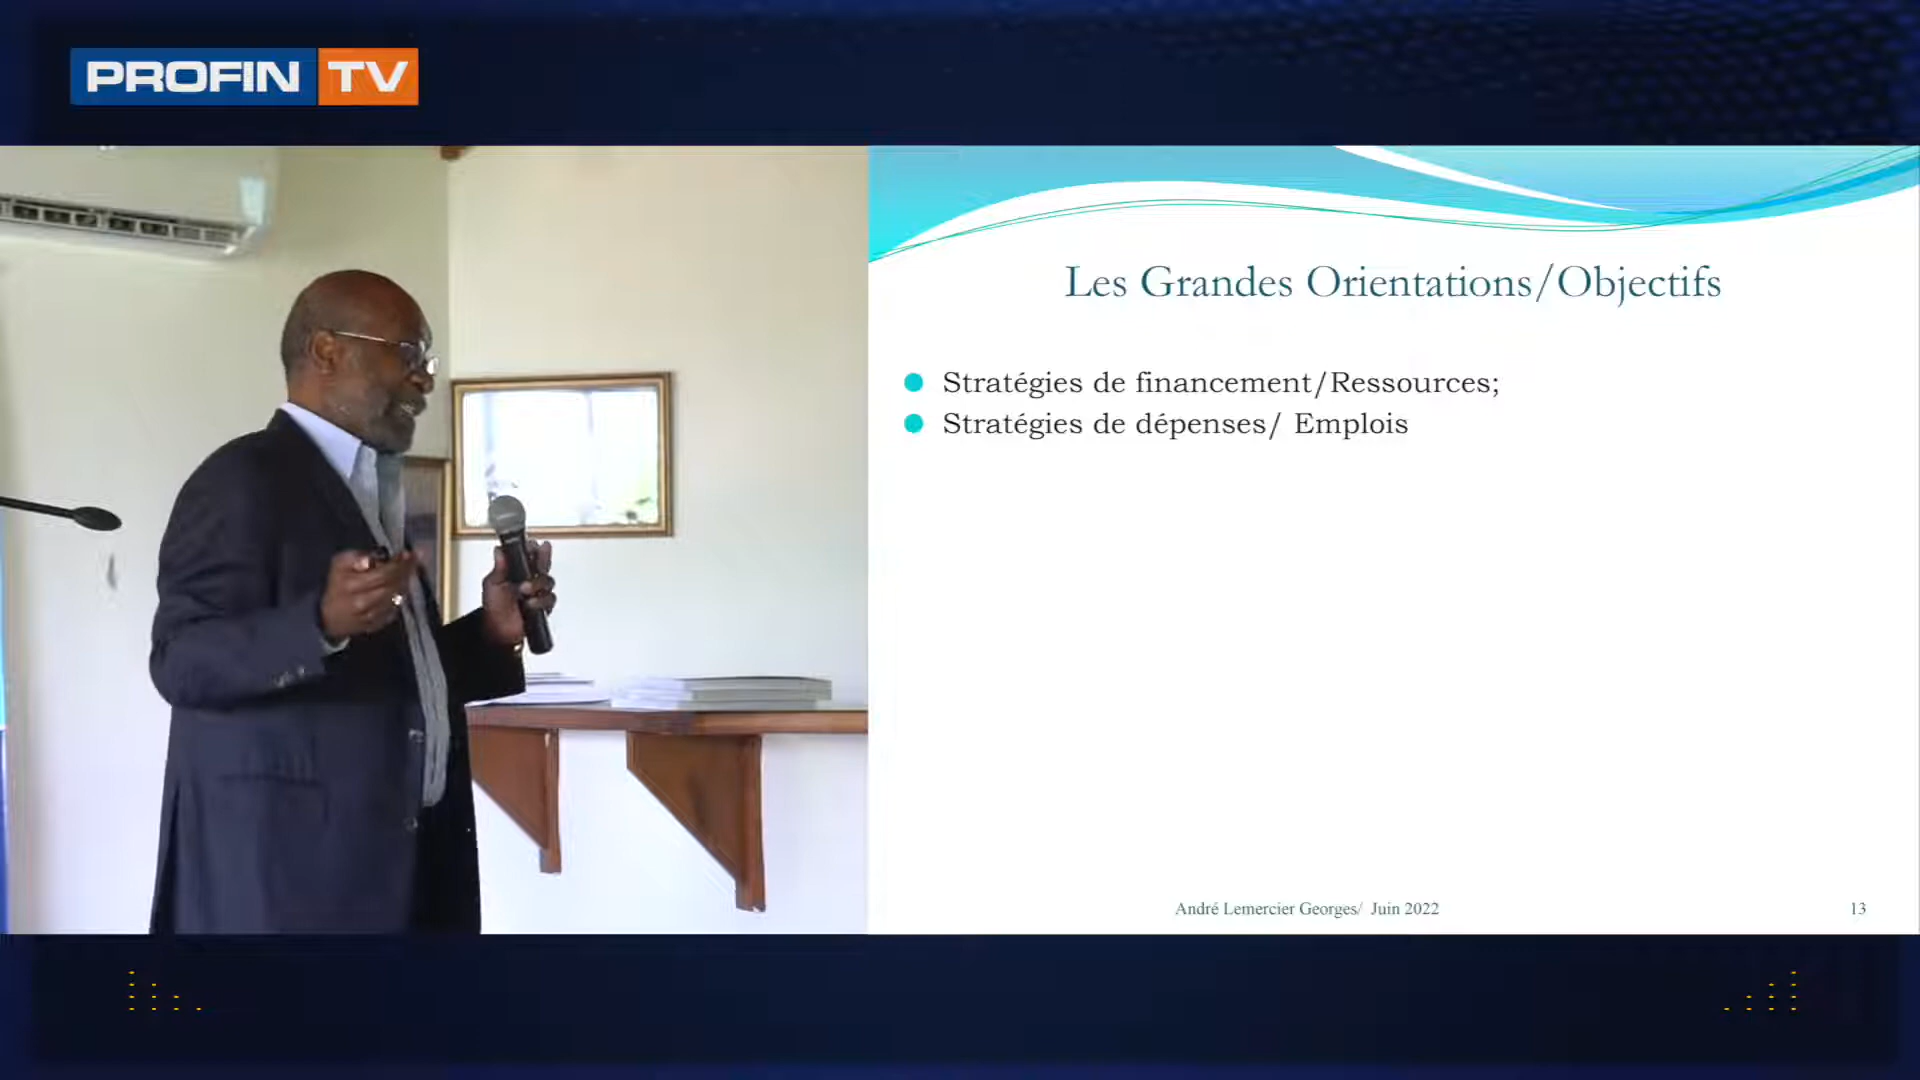 PROFIN TV
Les Grandes Orientations/Objectifs
Stratégies de financement/Ressources;
Stratégies de dépenses/ Emplois
André Lemercier Georges/ Juin 2022
13